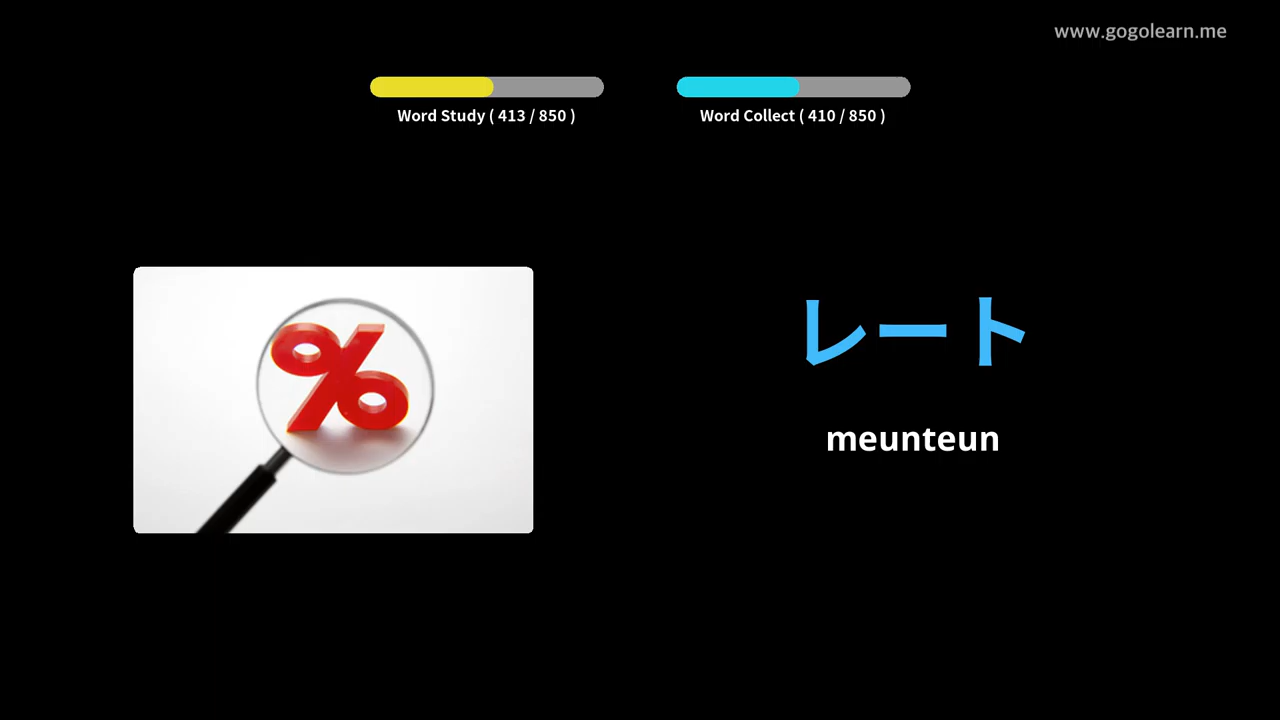 www.gogolearn.me
Word Study ( 413 / 850 )
Word Collect ( 410 / 850 )
%
レート
meunteun